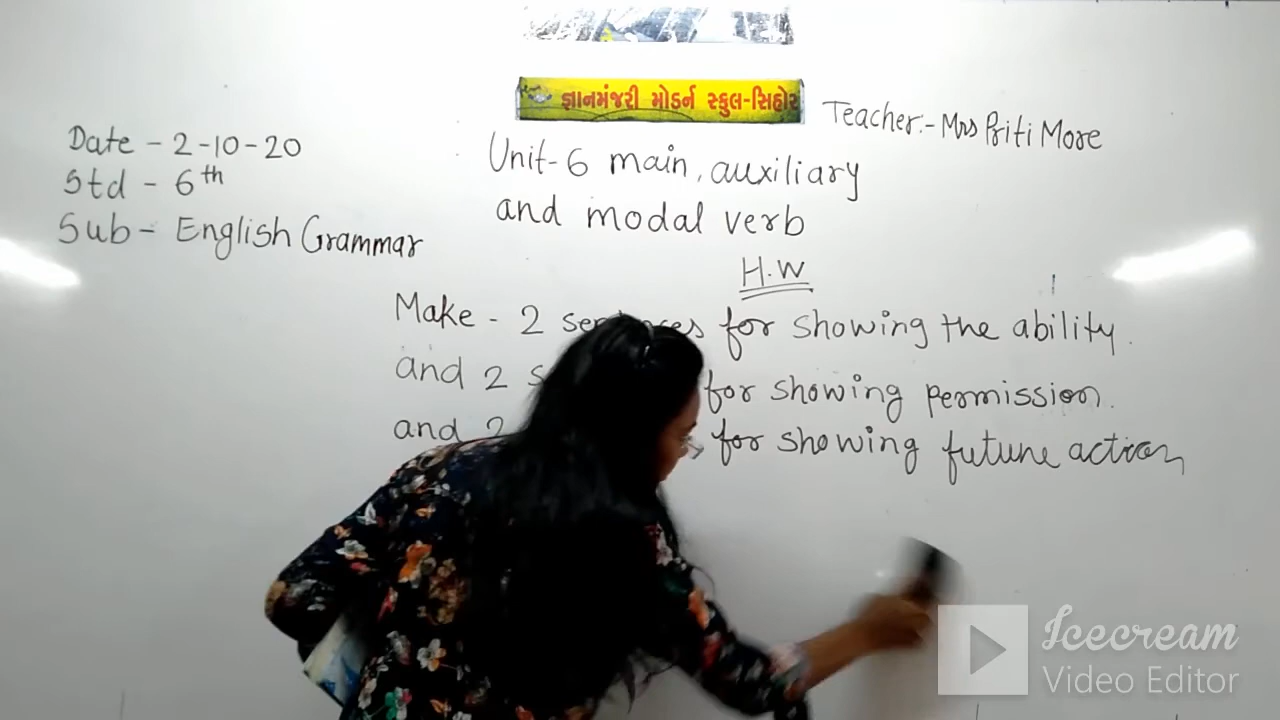 જ્ઞાનમંજરી મોડર્ન સ્કુલ-સિહોર
Teacher:- Mrs Priti More
Date - 2-10-20
Std - 6th
Sub - English Grammar
Unit-6 main, auxiliary
and modal verb
H.W
Make - 2 sentences for showing the ability.
and 2 for showing permission.
and 2 for showing future action
Icecream
Video Editor